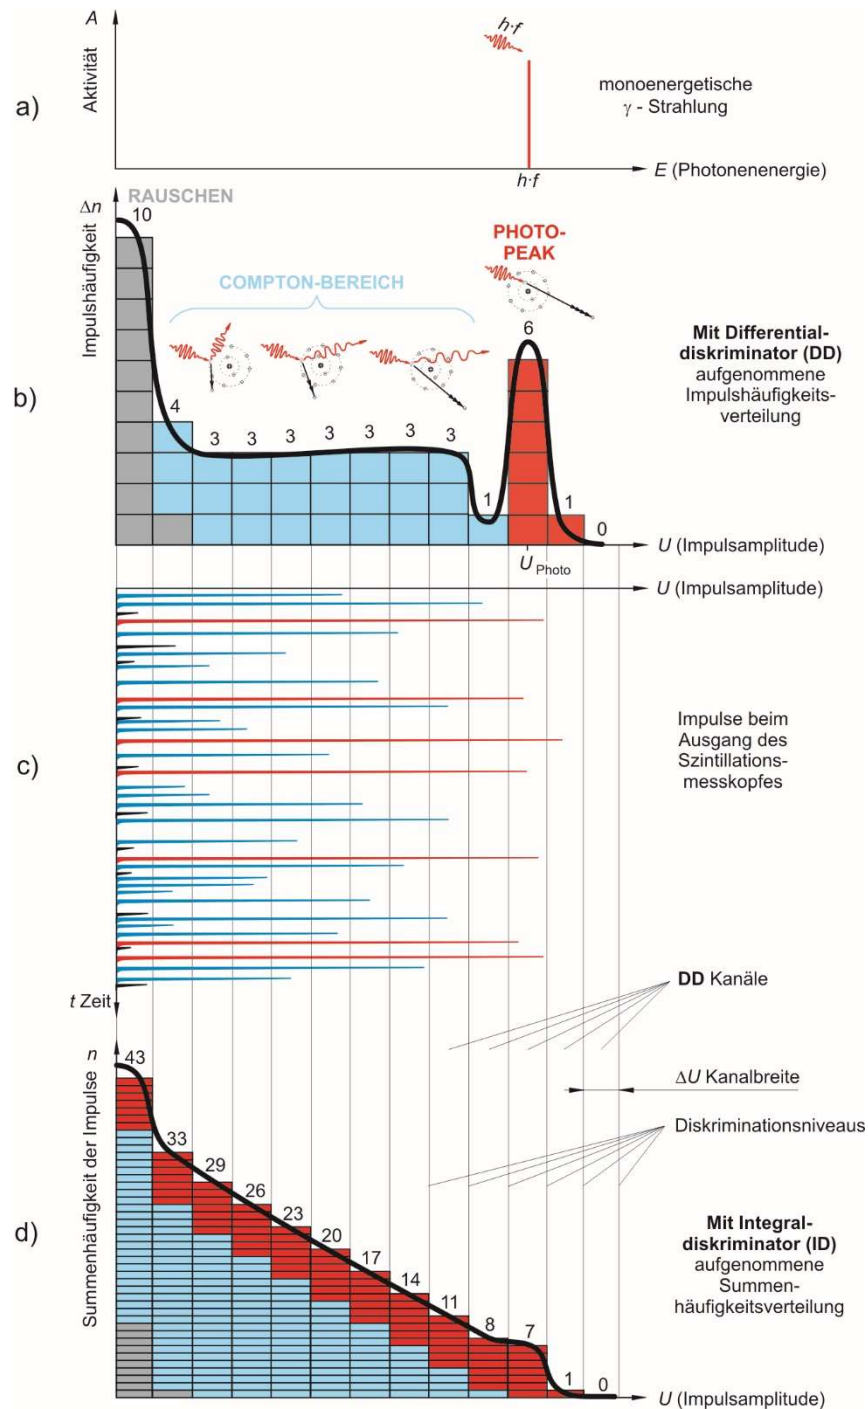 A
Aktivität
a)
h·f
monoenergetische
γ - Strahlung
E (Photonenenergie)
h·f
Δn
Impulshäufigkeit
RAUSCHEN
10
COMPTON-BEREICH
PHOTO-
PEAK
6
b)
Mit Differential-
diskriminator (DD)
aufgenommene
Impulshäufigkeits-
verteilung
4
3
3
3
3
3
3
3
1
1
0
U (Impulsamplitude)
U Photo
U (Impulsamplitude)
c)
Impulse beim
Ausgang des
Szintillations-
messkopfes
t Zeit
DD Kanäle
n
Summenhäufigkeit der Impulse
43
ΔU Kanalbreite
Diskriminationsniveaus
33
29
26
23
20
17
14
11
8
7
1
0
d)
Mit Integral-
diskriminator (ID)
aufgenommene
Summen-
häufigkeitsverteilung
U (Impulsamplitude)